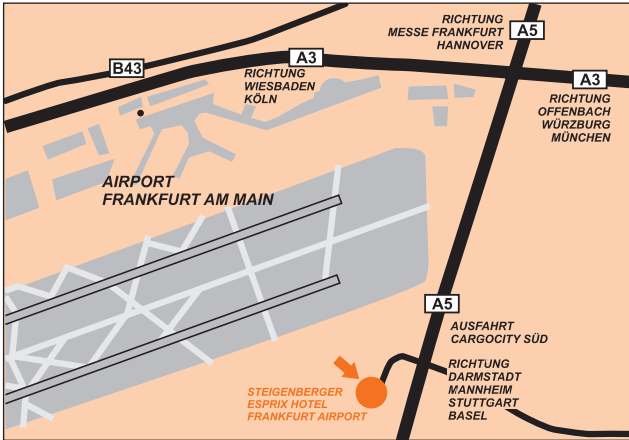 RICHTUNG
MESSE FRANKFURT
HANNOVER
A5
A3
B43
RICHTUNG
WIESBADEN
KÖLN
A3
RICHTUNG
OFFENBACH
WÜRZBURG
MÜNCHEN
AIRPORT
FRANKFURT AM MAIN
A5
AUSFAHRT
CARGOCITY SÜD
RICHTUNG
DARMSTADT
MANNHEIM
STUTTGART
BASEL
STEIGENBERGER
ESPRIX HOTEL
FRANKFURT AIRPORT